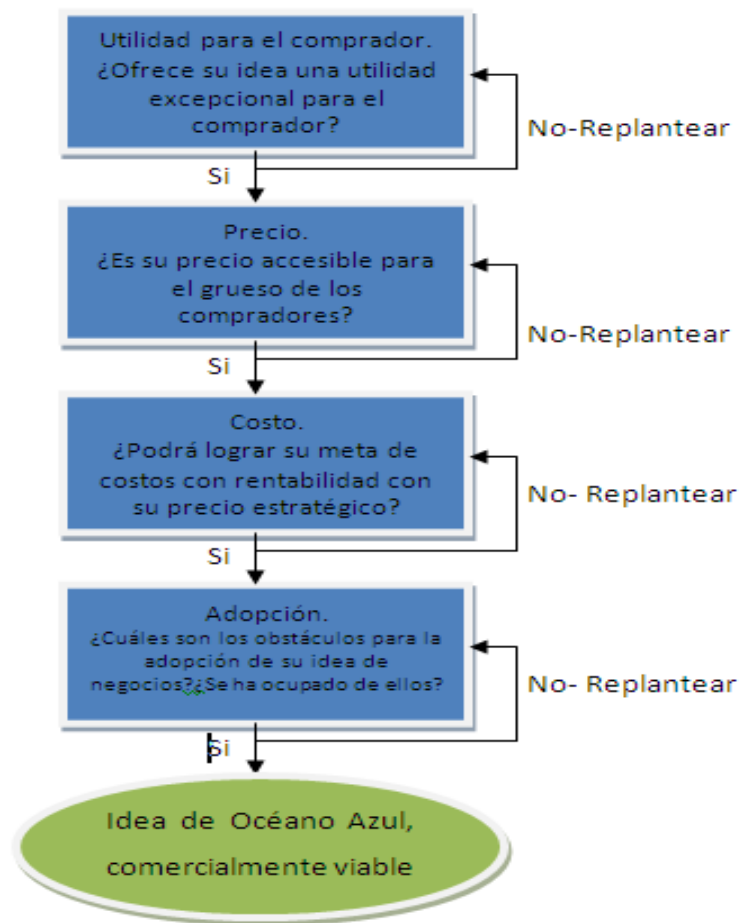 Utilidad para el comprador.
¿Ofrece su idea una utilidad
excepcional para el
comprador?
No-Replantear
Si
Precio.
¿Es su precio accesible para
el grueso de los
compradores?
No-Replantear
Si
Costo.
¿Podrá lograr su meta de
costos con rentabilidad con
su precio estratégico?
No- Replantear
Si
Adopción.
¿Cuáles son los obstáculos para la
adopción de su idea de
negocios?¿Se ha ocupado de ellos?
No- Replantear
Si
Idea de Océano Azul,
comercialmente viable